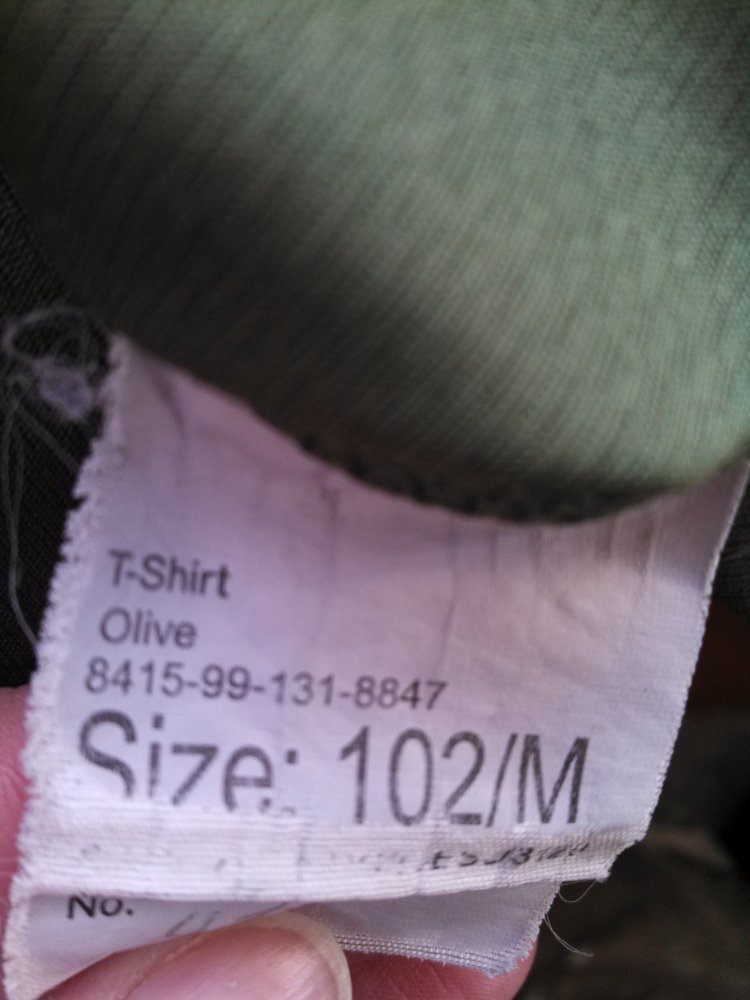 T-Shirt
Olive
8415-99-131-8847
Size: 102/M
No.